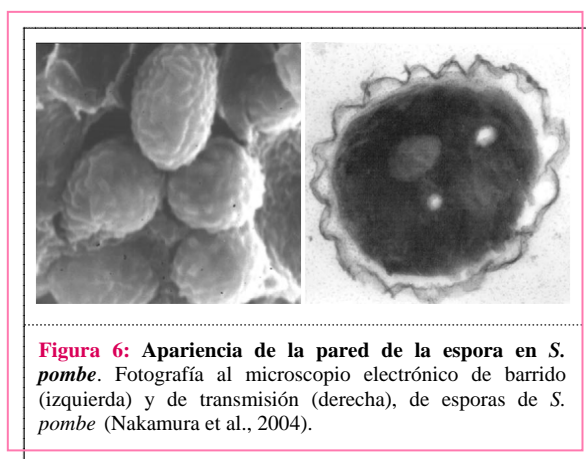 Figura 6: Apariencia de la pared de la espora en S.
pombe. Fotografía al microscopio electrónico de barrido
(izquierda) y de transmisión (derecha), de esporas de S.
pombe (Nakamura et al., 2004).